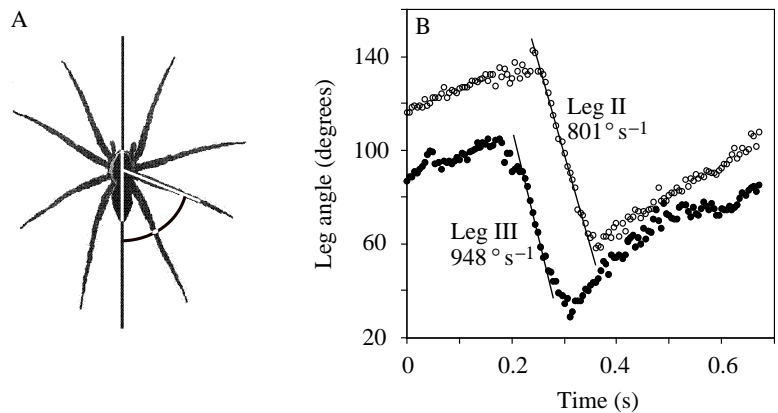 A
B
Leg angle (degrees)
140
100
60
20
Leg II
801° s−1
Leg III
948° s−1
0
0.2
0.4
0.6
Time (s)